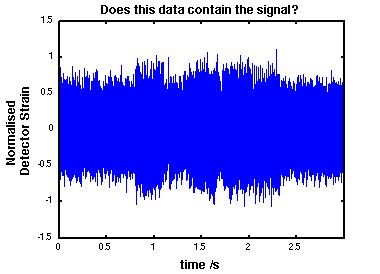 Does this data contain the signal?
1.5
1
0.5
0
-0.5
-1
-1.5
Normalised
Detector Strain
0 0.5 1 1.5 2 2.5
time /s